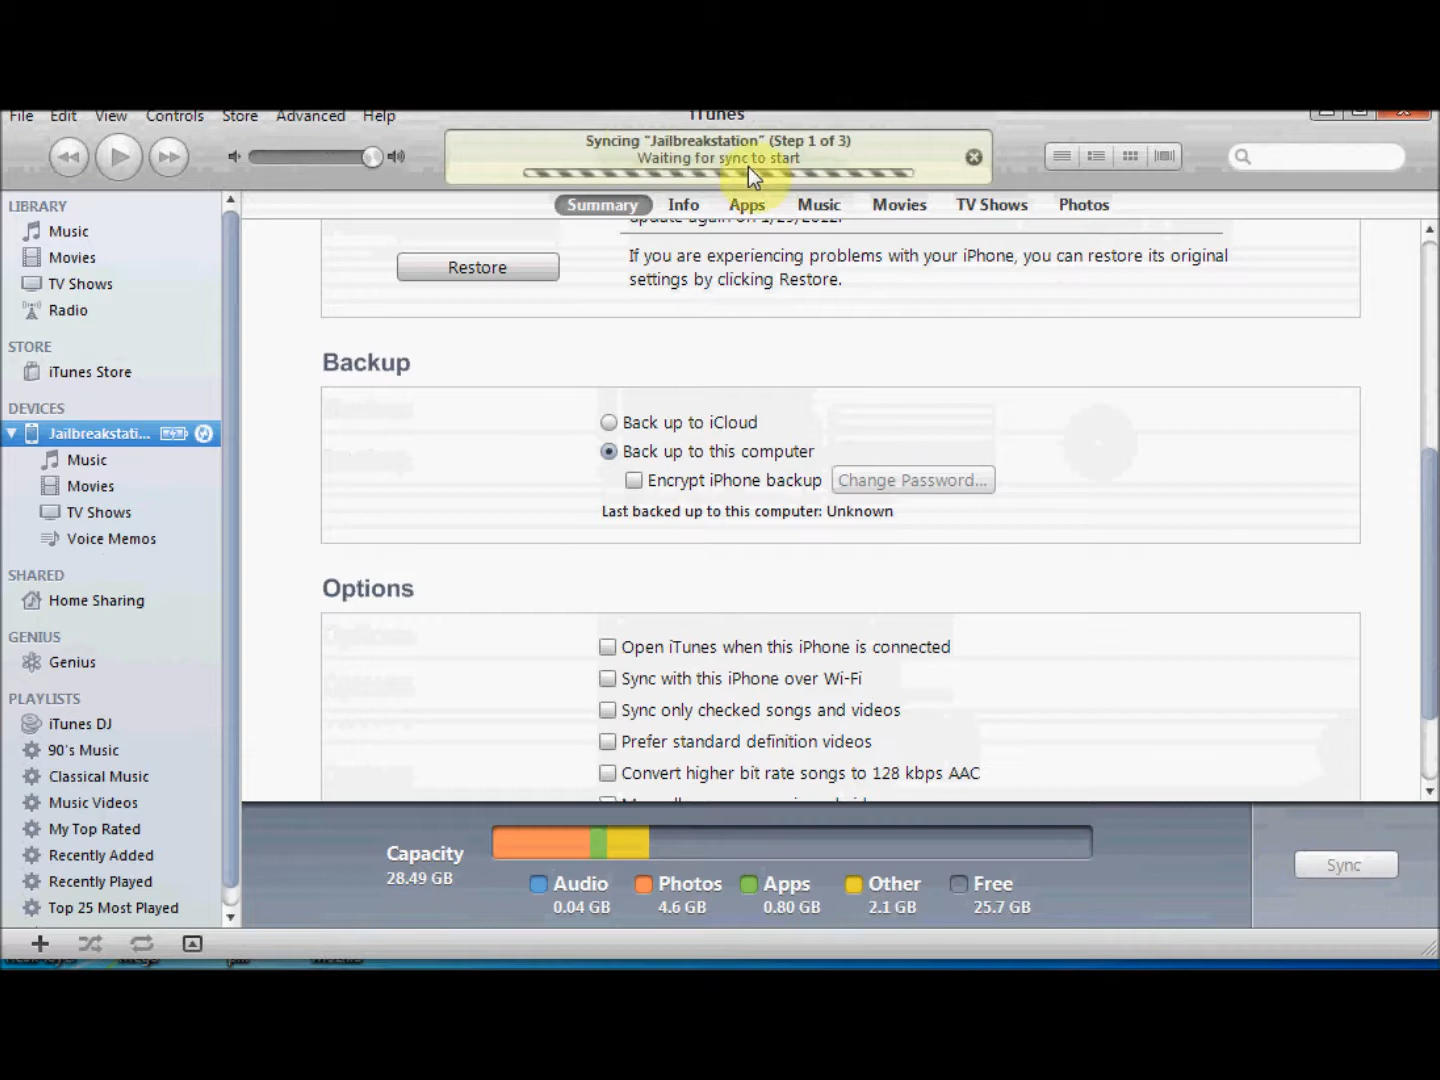 iTunes
File Edit View Controls Store Advanced Help
Syncing "Jailbreakstation" (Step 1 of 3)
Waiting for sync to start
Summary Info Apps Music Movies TV Shows Photos
LIBRARY
Music
Movies
TV Shows
Radio
STORE
iTunes Store
DEVICES
Jailbreakstati...
Music
Movies
TV Shows
Voice Memos
SHARED
Home Sharing
GENIUS
Genius
PLAYLISTS
iTunes DJ
90's Music
Classical Music
Music Videos
My Top Rated
Recently Added
Recently Played
Top 25 Most Played
update again on 1/29/2012.
Restore
If you are experiencing problems with your iPhone, you can restore its original
settings by clicking Restore.
Backup
Back up to iCloud
Back up to this computer
Encrypt iPhone backup Change Password...
Last backed up to this computer: Unknown
Options
Open iTunes when this iPhone is connected
Sync with this iPhone over Wi-Fi
Sync only checked songs and videos
Prefer standard definition videos
Convert higher bit rate songs to 128 kbps AAC
Capacity
28.49 GB
Audio
0.04 GB
Photos
4.6 GB
Apps
0.80 GB
Other
2.1 GB
Free
25.7 GB
Sync